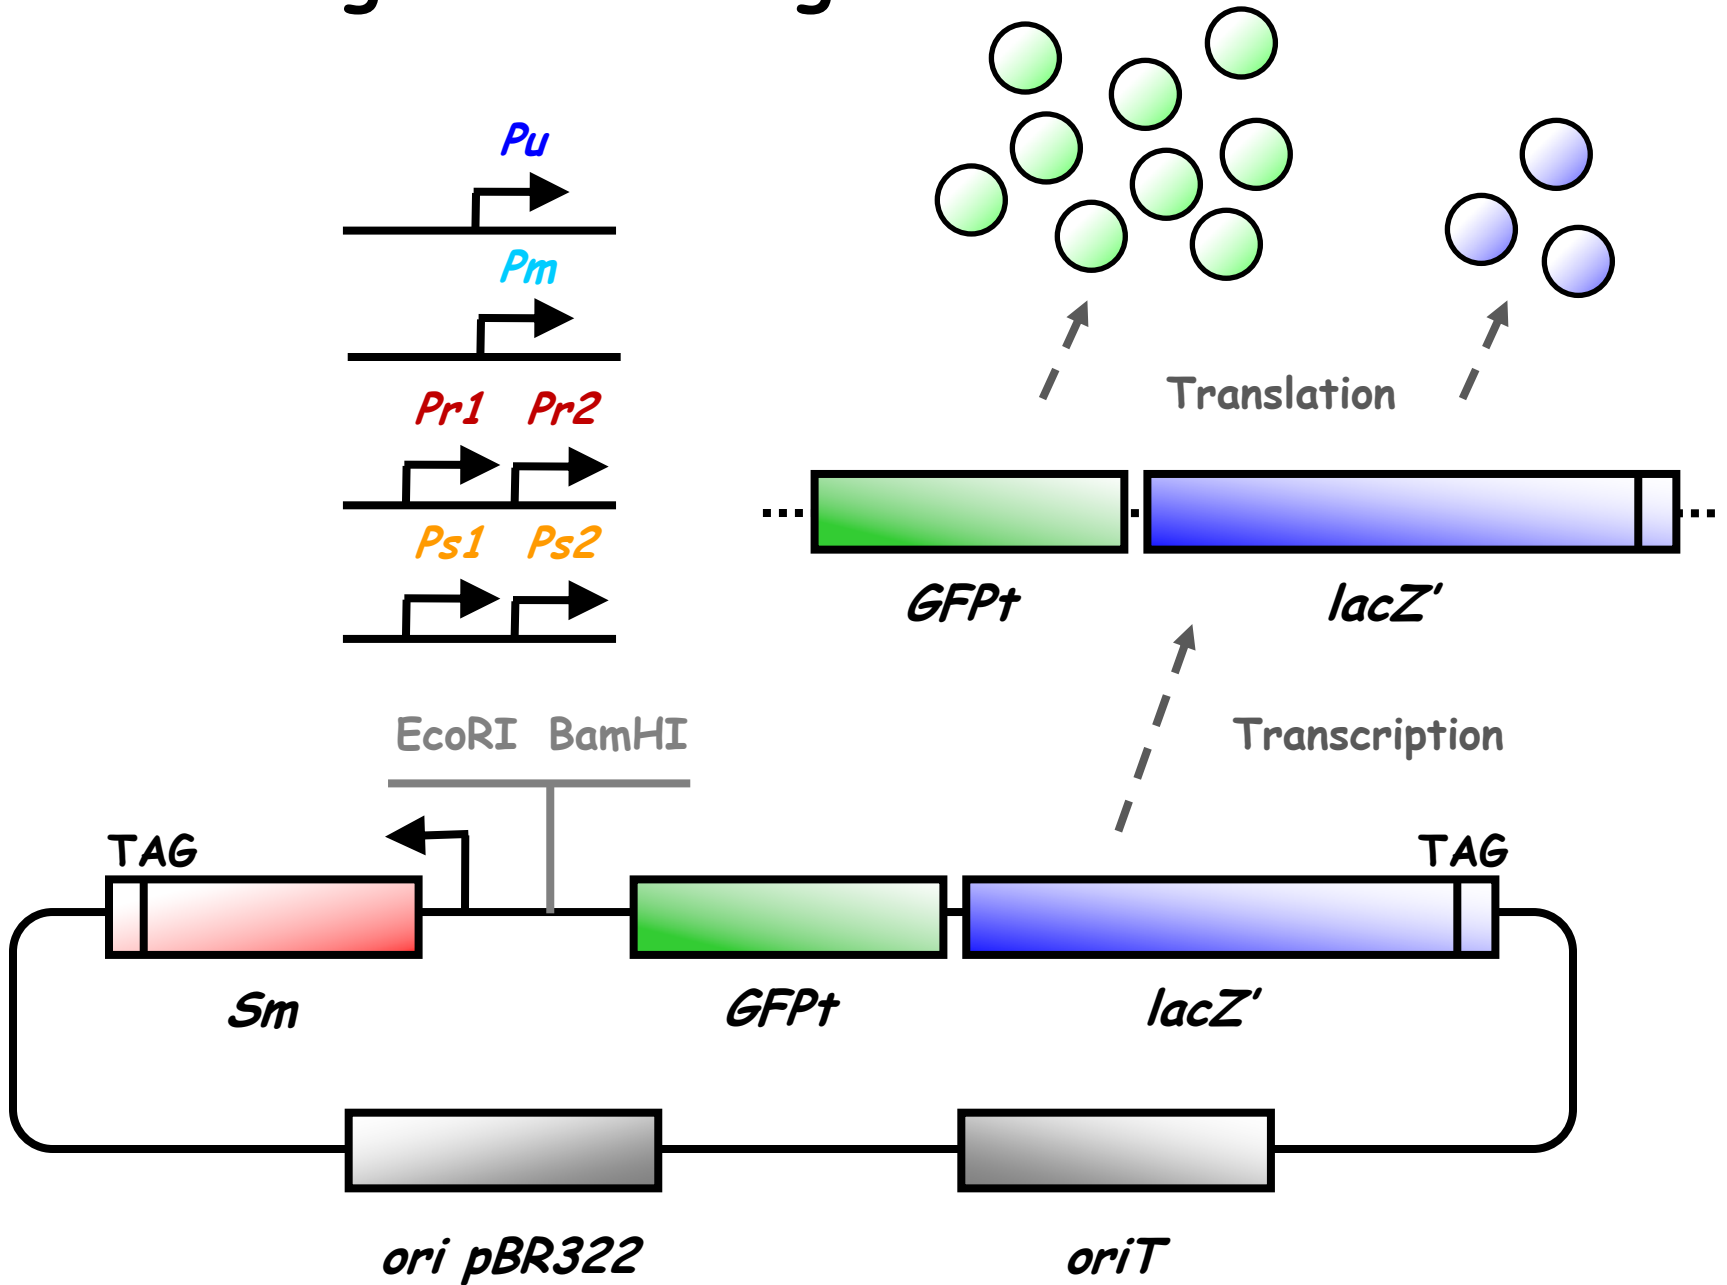 Pu
Pm
Pr1 Pr2
Translation
Ps1 Ps2
GFPt lacZ'
EcoRI BamHI
Transcription
TAG TAG
Sm GFPt lacZ'
ori pBR322 oriT